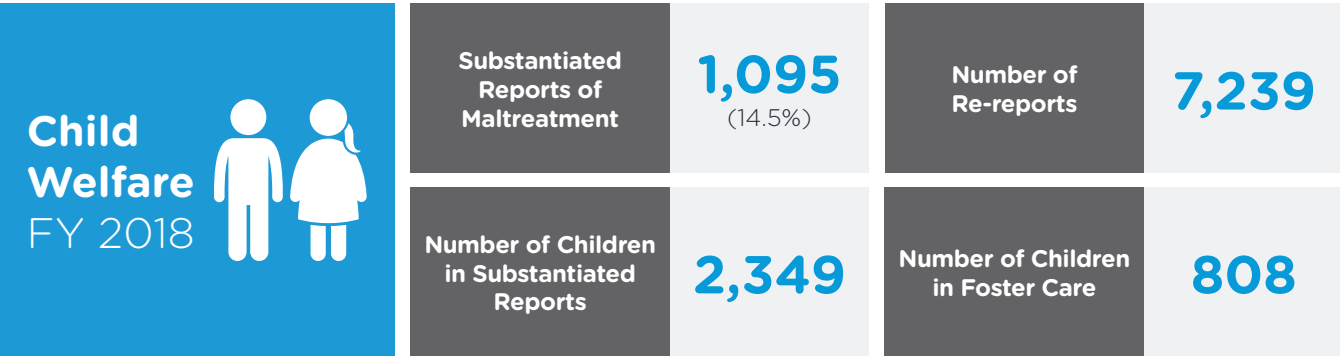 Child
Welfare
FY 2018
Substantiated
Reports of
Maltreatment
1,095
(14.5%)
Number of
Re-reports
7,239
Number of Children
in Substantiated
Reports
2,349
Number of Children
in Foster Care
808